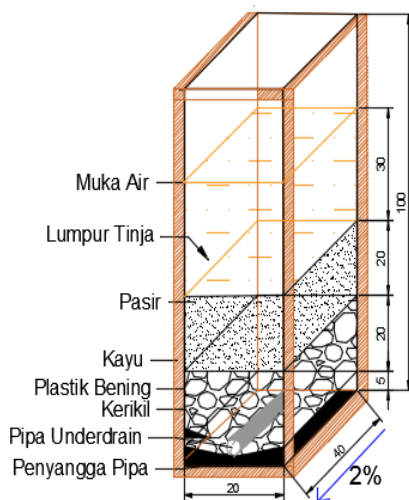 Muka Air
Lumpur Tinja
Pasir
Kayu
Plastik Bening
Kerikil
Pipa Underdrain
Penyangga Pipa
30
100
20
20
5
40
20
2%